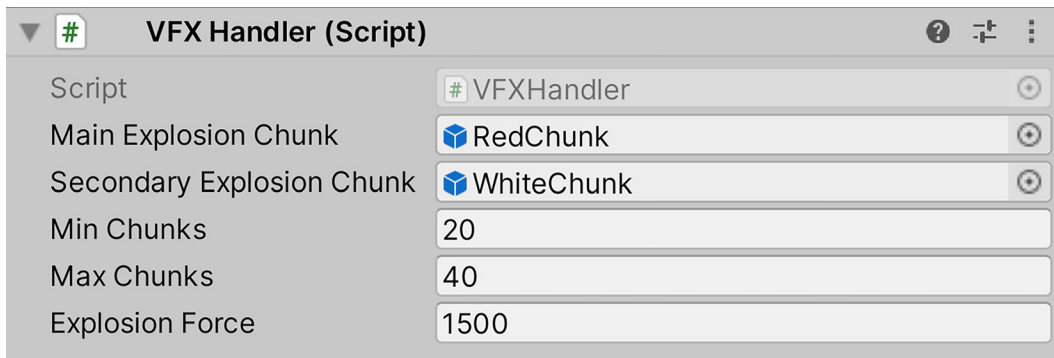 # VFX Handler (Script) ?
Script # VFXHandler
Main Explosion Chunk RedChunk
Secondary Explosion Chunk WhiteChunk
Min Chunks 20
Max Chunks 40
Explosion Force 1500